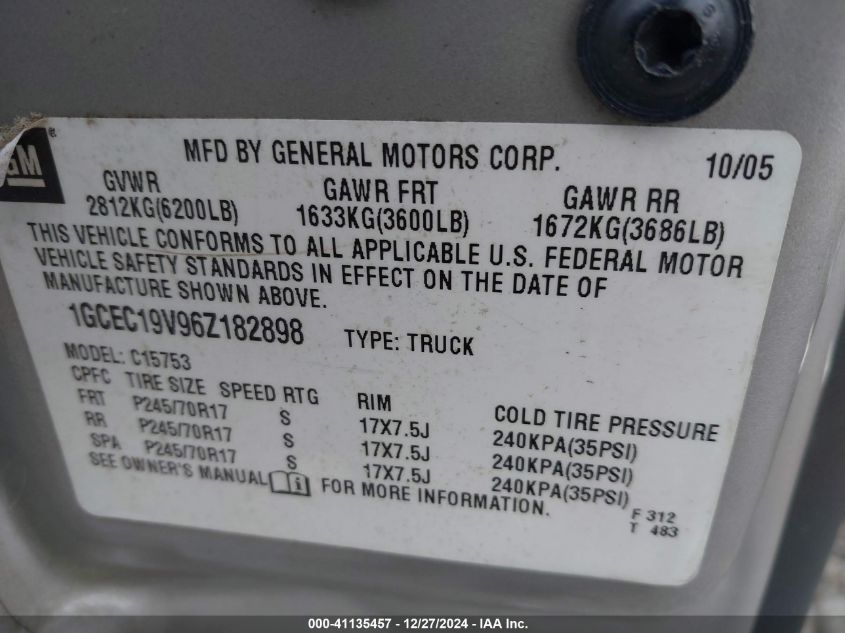 GM
MFD BY GENERAL MOTORS CORP. 10/05
GVWR GAWR FRT GAWR RR
2812KG(6200LB) 1633KG(3600LB) 1672KG(3686LB)
THIS VEHICLE CONFORMS TO ALL APPLICABLE U.S. FEDERAL MOTOR
VEHICLE SAFETY STANDARDS IN EFFECT ON THE DATE OF
MANUFACTURE SHOWN ABOVE.
1GCEC19V96Z182898 TYPE: TRUCK
MODEL: C15753
CPFC TIRE SIZE SPEED RTG RIM COLD TIRE PRESSURE
FRT P245/70R17 S 17X7.5J 240KPA(35PSI)
RR P245/70R17 S 17X7.5J 240KPA(35PSI)
SPA P245/70R17 S 17X7.5J 240KPA(35PSI)
SEE OWNER'S MANUAL FOR MORE INFORMATION.
F 312
T 483
000-41135457 - 12/27/2024 - IAA Inc.